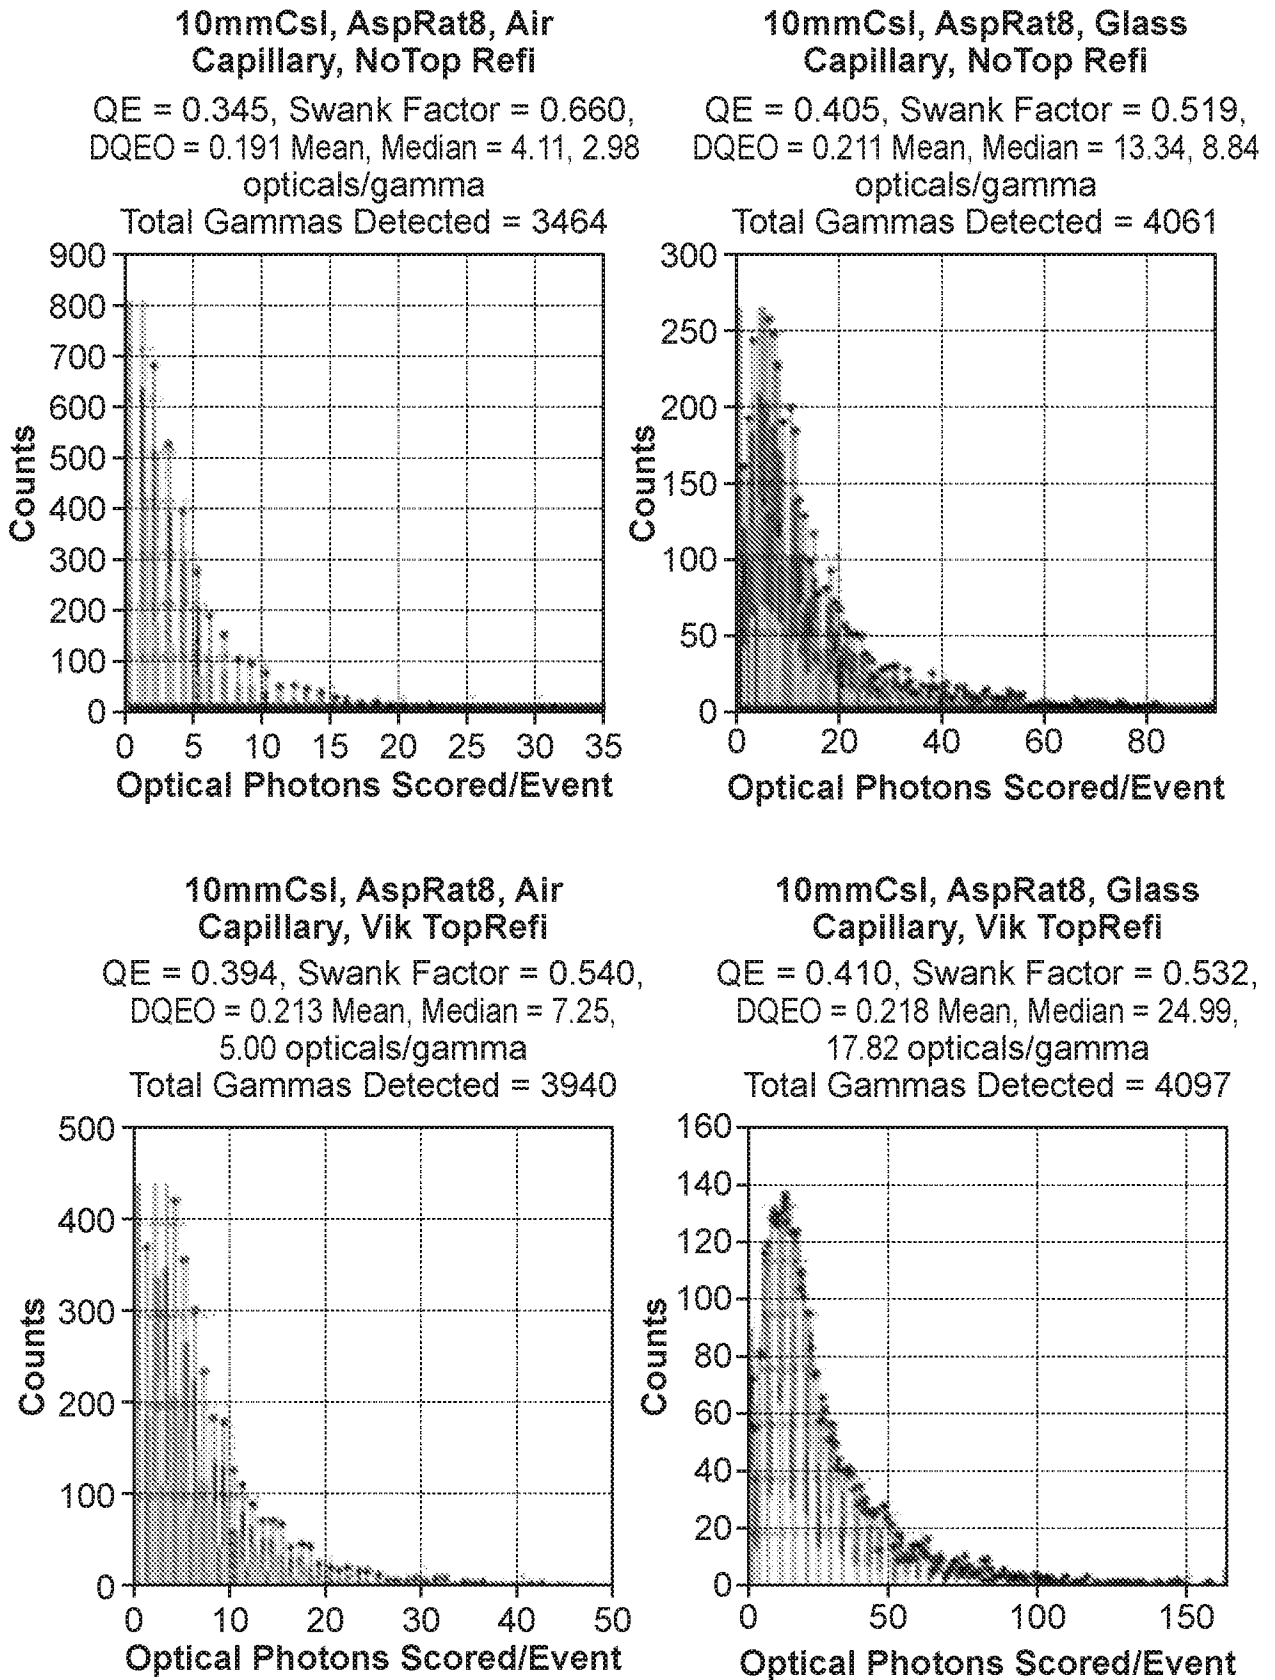 10mmCsI, AspRat8, Air
Capillary, NoTop Refi
QE = 0.345, Swank Factor = 0.660,
DQEO = 0.191 Mean, Median = 4.11, 2.98
opticals/gamma
Total Gammas Detected = 3464
900
800
700
600
500
400
300
200
100
0
Counts
0 5 10 15 20 25 30 35
Optical Photons Scored/Event
10mmCsI, AspRat8, Glass
Capillary, NoTop Refi
QE = 0.405, Swank Factor = 0.519,
DQEO = 0.211 Mean, Median = 13.34, 8.84
opticals/gamma
Total Gammas Detected = 4061
300
250
200
150
100
50
0
Counts
0 20 40 60 80
Optical Photons Scored/Event
10mmCsI, AspRat8, Air
Capillary, Vik TopRefi
QE = 0.394, Swank Factor = 0.540,
DQEO = 0.213 Mean, Median = 7.25,
5.00 opticals/gamma
Total Gammas Detected = 3940
500
400
300
200
100
0
Counts
0 10 20 30 40 50
Optical Photons Scored/Event
10mmCsI, AspRat8, Glass
Capillary, Vik TopRefi
QE = 0.410, Swank Factor = 0.532,
DQEO = 0.218 Mean, Median = 24.99,
17.82 opticals/gamma
Total Gammas Detected = 4097
160
140
120
100
80
60
40
20
0
Counts
0 50 100 150
Optical Photons Scored/Event